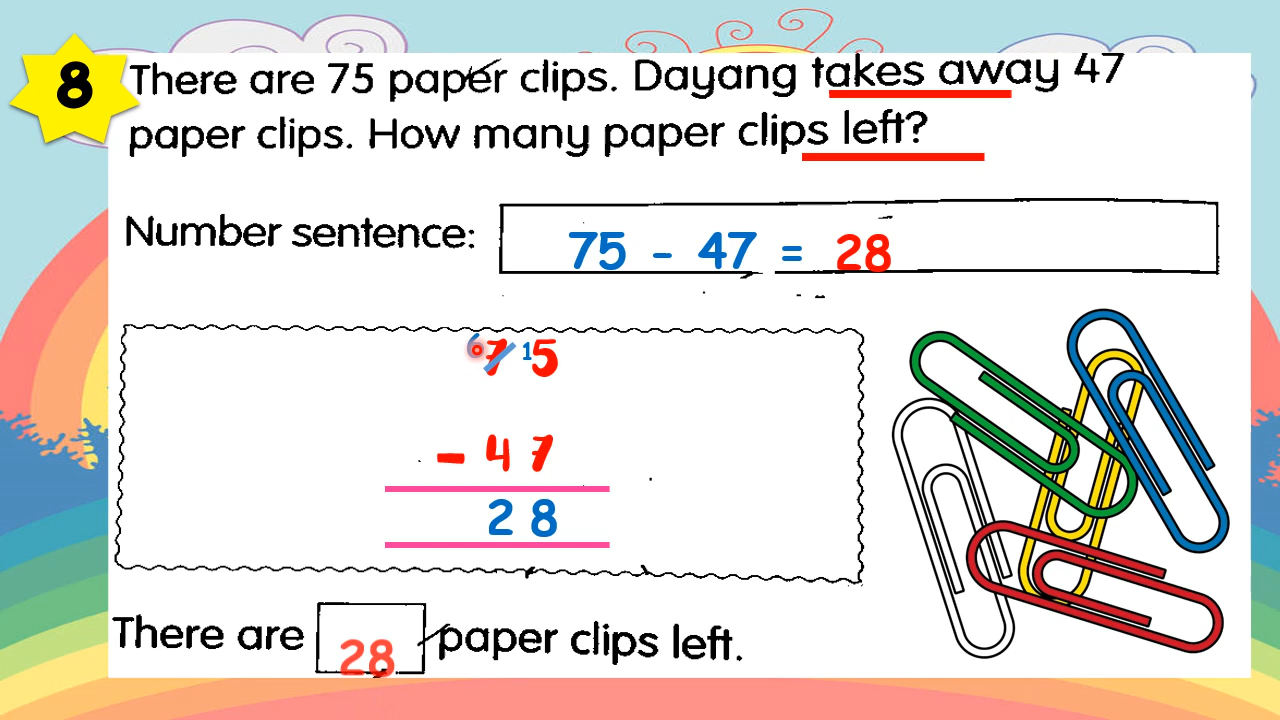 8
There are 75 paper clips. Dayang takes away 47
paper clips. How many paper clips left?
Number sentence: 75 - 47 = 28
6 7 1 5
- 4 7
2 8
There are 28 paper clips left.